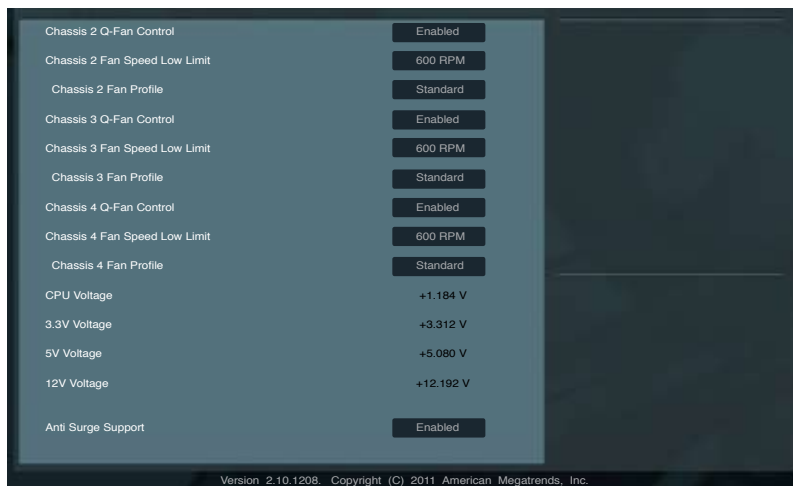 Chassis 2 Q-Fan Control Enabled
Chassis 2 Fan Speed Low Limit 600 RPM
Chassis 2 Fan Profile Standard
Chassis 3 Q-Fan Control Enabled
Chassis 3 Fan Speed Low Limit 600 RPM
Chassis 3 Fan Profile Standard
Chassis 4 Q-Fan Control Enabled
Chassis 4 Fan Speed Low Limit 600 RPM
Chassis 4 Fan Profile Standard
CPU Voltage +1.184 V
3.3V Voltage +3.312 V
5V Voltage +5.080 V
12V Voltage +12.192 V
Anti Surge Support Enabled
Version 2.10.1208. Copyright (C) 2011 American Megatrends, Inc.